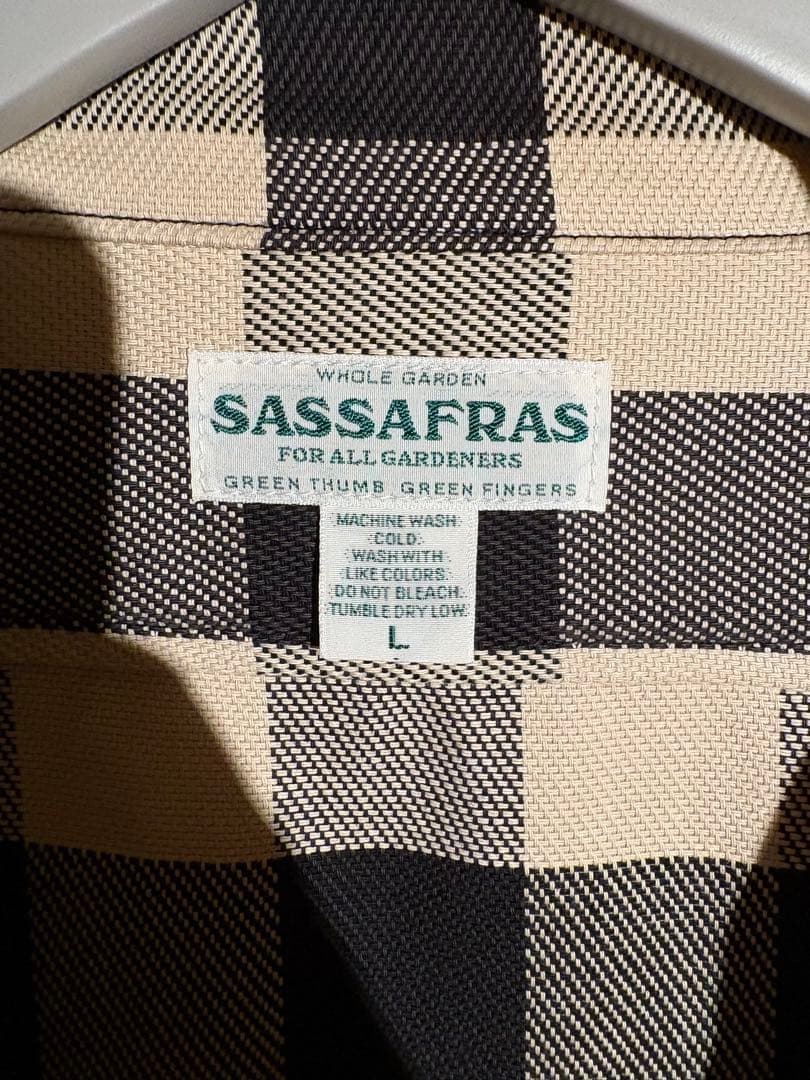 WHOLE GARDEN
SASSAFRAS
FOR ALL GARDENERS
GREEN THUMB GREEN FINGERS
MACHINE WASH
COLD.
WASH WITH
LIKE COLORS.
DO NOT BLEACH.
TUMBLE DRY LOW.
L